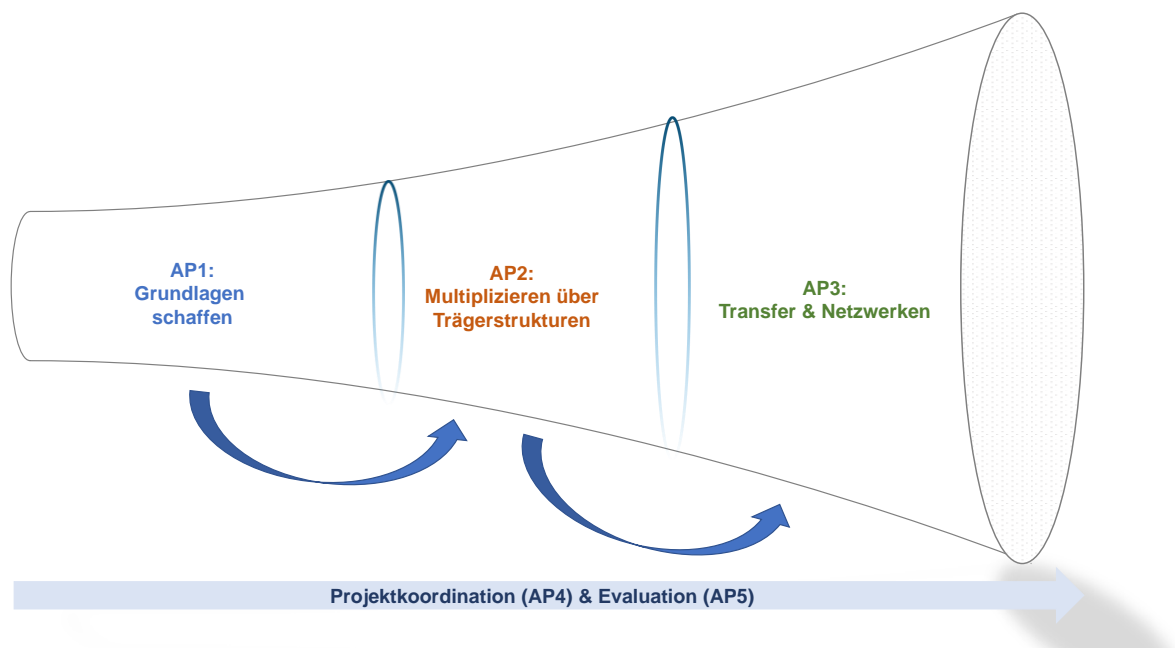 AP1:
Grundlagen
schaffen
AP2:
Multiplizieren über
Trägerstrukturen
AP3:
Transfer & Netzwerken
Projektkoordination (AP4) & Evaluation (AP5)